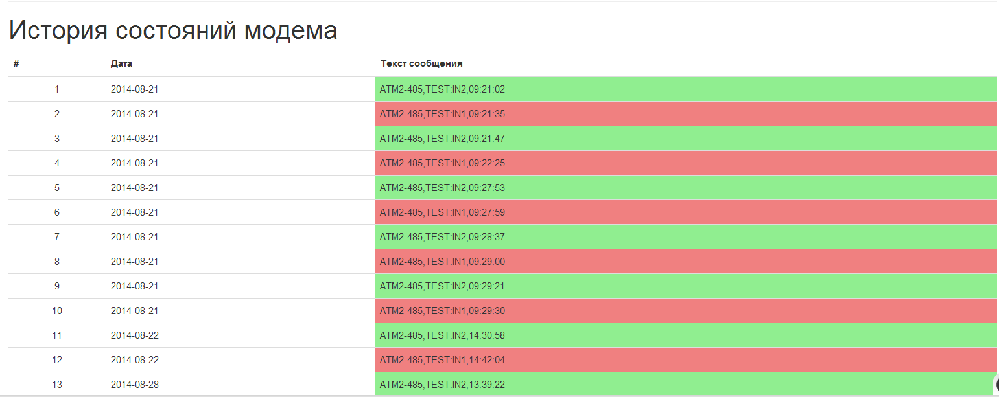 История состояний модема
# Дата Текст сообщения
1 2014-08-21 ATM2-485,TEST:IN2,09:21:02
2 2014-08-21 ATM2-485,TEST:IN1,09:21:35
3 2014-08-21 ATM2-485,TEST:IN2,09:21:47
4 2014-08-21 ATM2-485,TEST:IN1,09:22:25
5 2014-08-21 ATM2-485,TEST:IN2,09:27:53
6 2014-08-21 ATM2-485,TEST:IN1,09:27:59
7 2014-08-21 ATM2-485,TEST:IN2,09:28:37
8 2014-08-21 ATM2-485,TEST:IN1,09:29:00
9 2014-08-21 ATM2-485,TEST:IN2,09:29:21
10 2014-08-21 ATM2-485,TEST:IN1,09:29:30
11 2014-08-22 ATM2-485,TEST:IN2,14:30:58
12 2014-08-22 ATM2-485,TEST:IN1,14:42:04
13 2014-08-28 ATM2-485,TEST:IN2,13:39:22